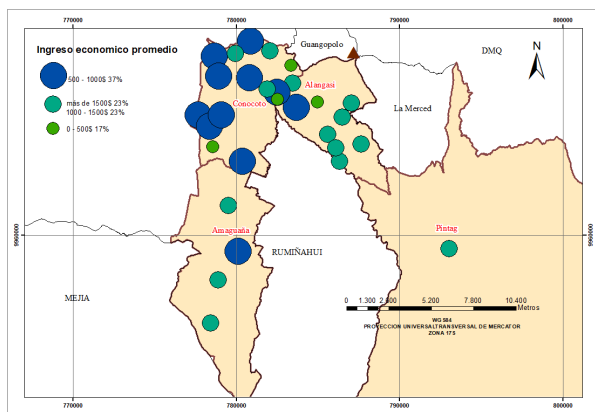 770000 780000 790000 800000
Ingreso economico promedio
500 - 1000$ 37%
más de 1500$ 23%
1000 - 1500$ 23%
0 - 500$ 17%
Guangopolo
DMQ
N
Alangasi
La Merced
Conocoto
Amaguaña
Pintag
9960000
9960000
RUMIÑAHUI
MEJIA
0 1.300 2.600 5.200 7.800 10.400
Metros
WG S84
PROYECCION UNIVERSAL TRANSVERSAL DE MERCATOR
ZONA 17S
770000 780000 790000 800000